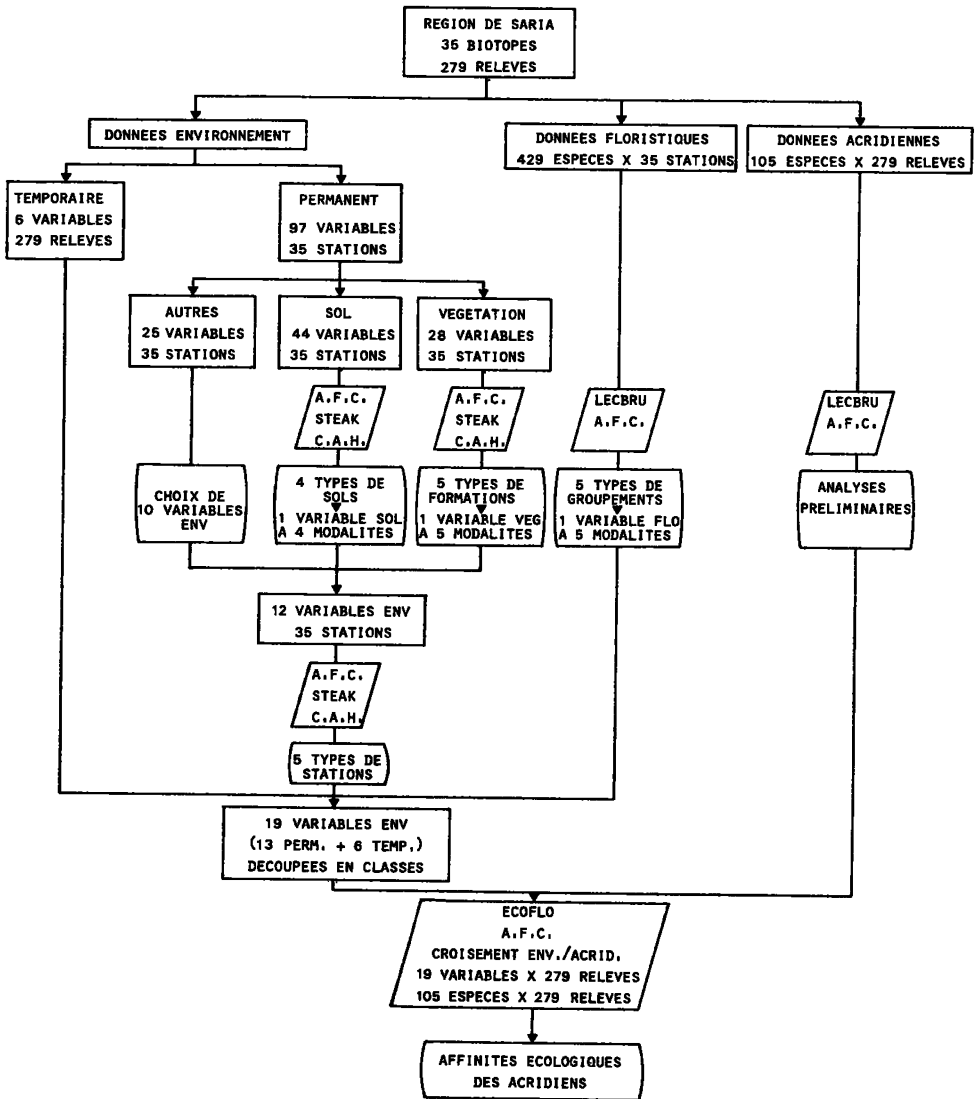 REGION DE SARIA
35 BIOTOPES
279 RELEVES
DONNEES ENVIRONNEMENT
DONNEES FLORISTIQUES
429 ESPECES X 35 STATIONS
DONNEES ACRIDIENNES
105 ESPECES X 279 RELEVES
TEMPORAIRE
6 VARIABLES
279 RELEVES
PERMANENT
97 VARIABLES
35 STATIONS
AUTRES
25 VARIABLES
35 STATIONS
SOL
44 VARIABLES
35 STATIONS
VEGETATION
28 VARIABLES
35 STATIONS
A.F.C.
STEAK
C.A.H.
A.F.C.
STEAK
C.A.H.
LECBRU
A.F.C.
LECBRU
A.F.C.
CHOIX DE
10 VARIABLES
ENV
4 TYPES DE
SOLS
1 VARIABLE SOL
A 4 MODALITES
5 TYPES DE
FORMATIONS
1 VARIABLE VEG
A 5 MODALITES
5 TYPES DE
GROUPEMENTS
1 VARIABLE FLO
A 5 MODALITES
ANALYSES
PRELIMINAIRES
12 VARIABLES ENV
35 STATIONS
A.F.C.
STEAK
C.A.H.
5 TYPES DE
STATIONS
19 VARIABLES ENV
(13 PERM. + 6 TEMP.)
DECOUPEES EN CLASSES
ECOFLO
A.F.C.
CROISEMENT ENV./ACRID.
19 VARIABLES X 279 RELEVES
105 ESPECES X 279 RELEVES
AFFINITES ECOLOGIQUES
DES ACRIDIENS